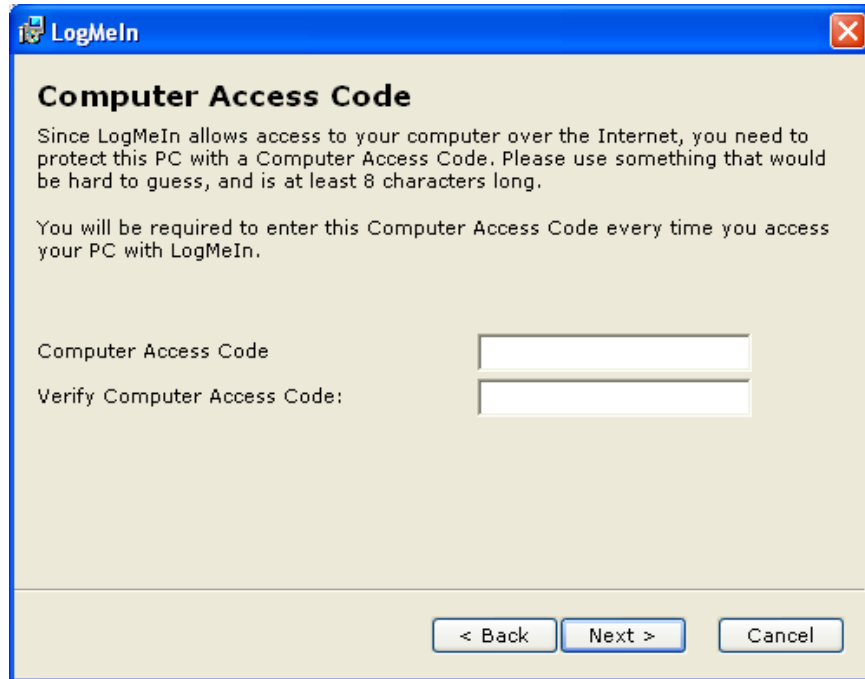 LogMeIn
Computer Access Code
Since LogMeIn allows access to your computer over the Internet, you need to
protect this PC with a Computer Access Code. Please use something that would
be hard to guess, and is at least 8 characters long.
You will be required to enter this Computer Access Code every time you access
your PC with LogMeIn.
Computer Access Code
Verify Computer Access Code:
< Back Next > Cancel